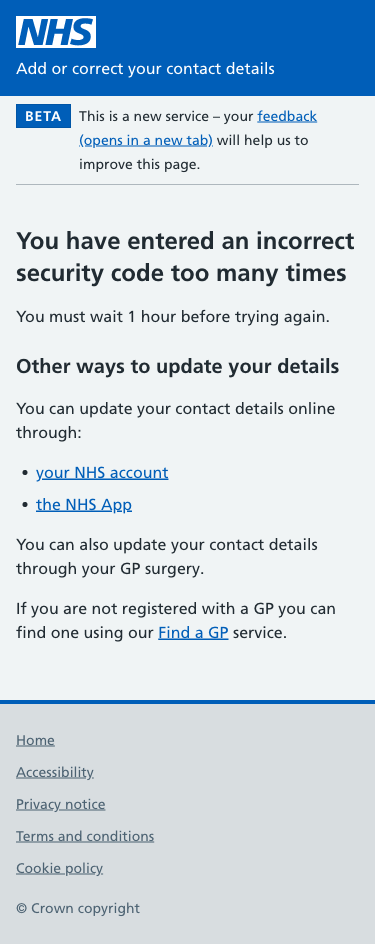 NHS
Add or correct your contact details
BETA
This is a new service – your feedback
(opens in a new tab) will help us to
improve this page.
You have entered an incorrect
security code too many times
You must wait 1 hour before trying again.
Other ways to update your details
You can update your contact details online
through:
• your NHS account
• the NHS App
You can also update your contact details
through your GP surgery.
If you are not registered with a GP you can
find one using our Find a GP service.
Home
Accessibility
Privacy notice
Terms and conditions
Cookie policy
© Crown copyright